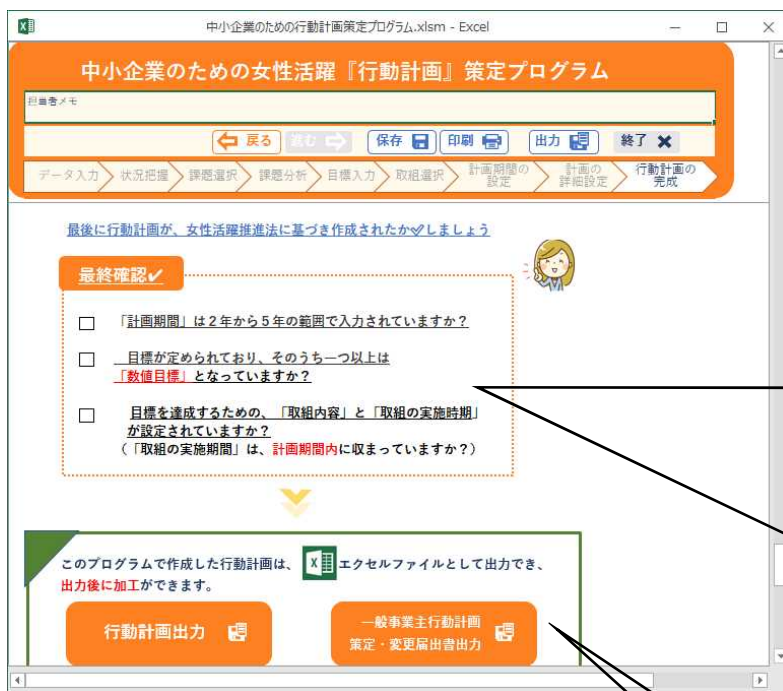 中小企業のための行動計画策定プログラム.xlsm - Excel
中小企業のための女性活躍『行動計画』策定プログラム
担当者メモ
戻る 進む 保存 印刷 出力 終了
データ入力 状況把握 課題選択 課題分析 目標入力 取組選択 計画期間の設定 計画の詳細設定 行動計画の完成
最後に行動計画が、女性活躍推進法に基づき作成されたか✔しましょう
最終確認✔
□ 「計画期間」は2年から5年の範囲で入力されていますか?
□ 目標が定められており、そのうち一つ以上は
「数値目標」となっていますか?
□ 目標を達成するための、「取組内容」と「取組の実施時期」
が設定されていますか?
(「取組の実施期間」は、計画期間内に収まっていますか?)
このプログラムで作成した行動計画は、 エクセルファイルとして出力でき、
出力後に加工ができます。
行動計画出力
一般事業主行動計画
策定・変更届出書出力